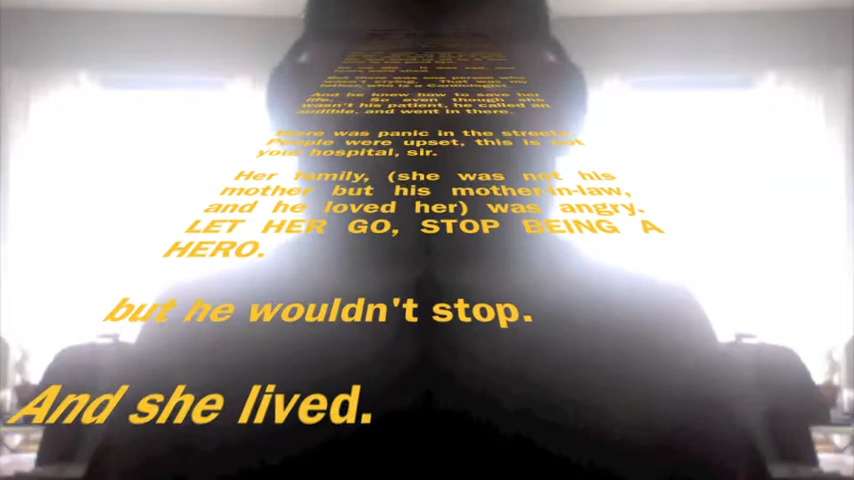 But there was one person who
wasn't crying. That was my
father, who is a Cardiologist.
And he knew how to save her
life. So even though she
wasn't his patient, he called an
audible. and went in there.
there was panic in the streets.
People were upset, this is not
your hospital, sir.
Her family, (she was not his
mother but his mother-in-law,
and he loved her) was angry.
LET HER GO, STOP BEING A
HERO.
but he wouldn't stop.
And she lived.